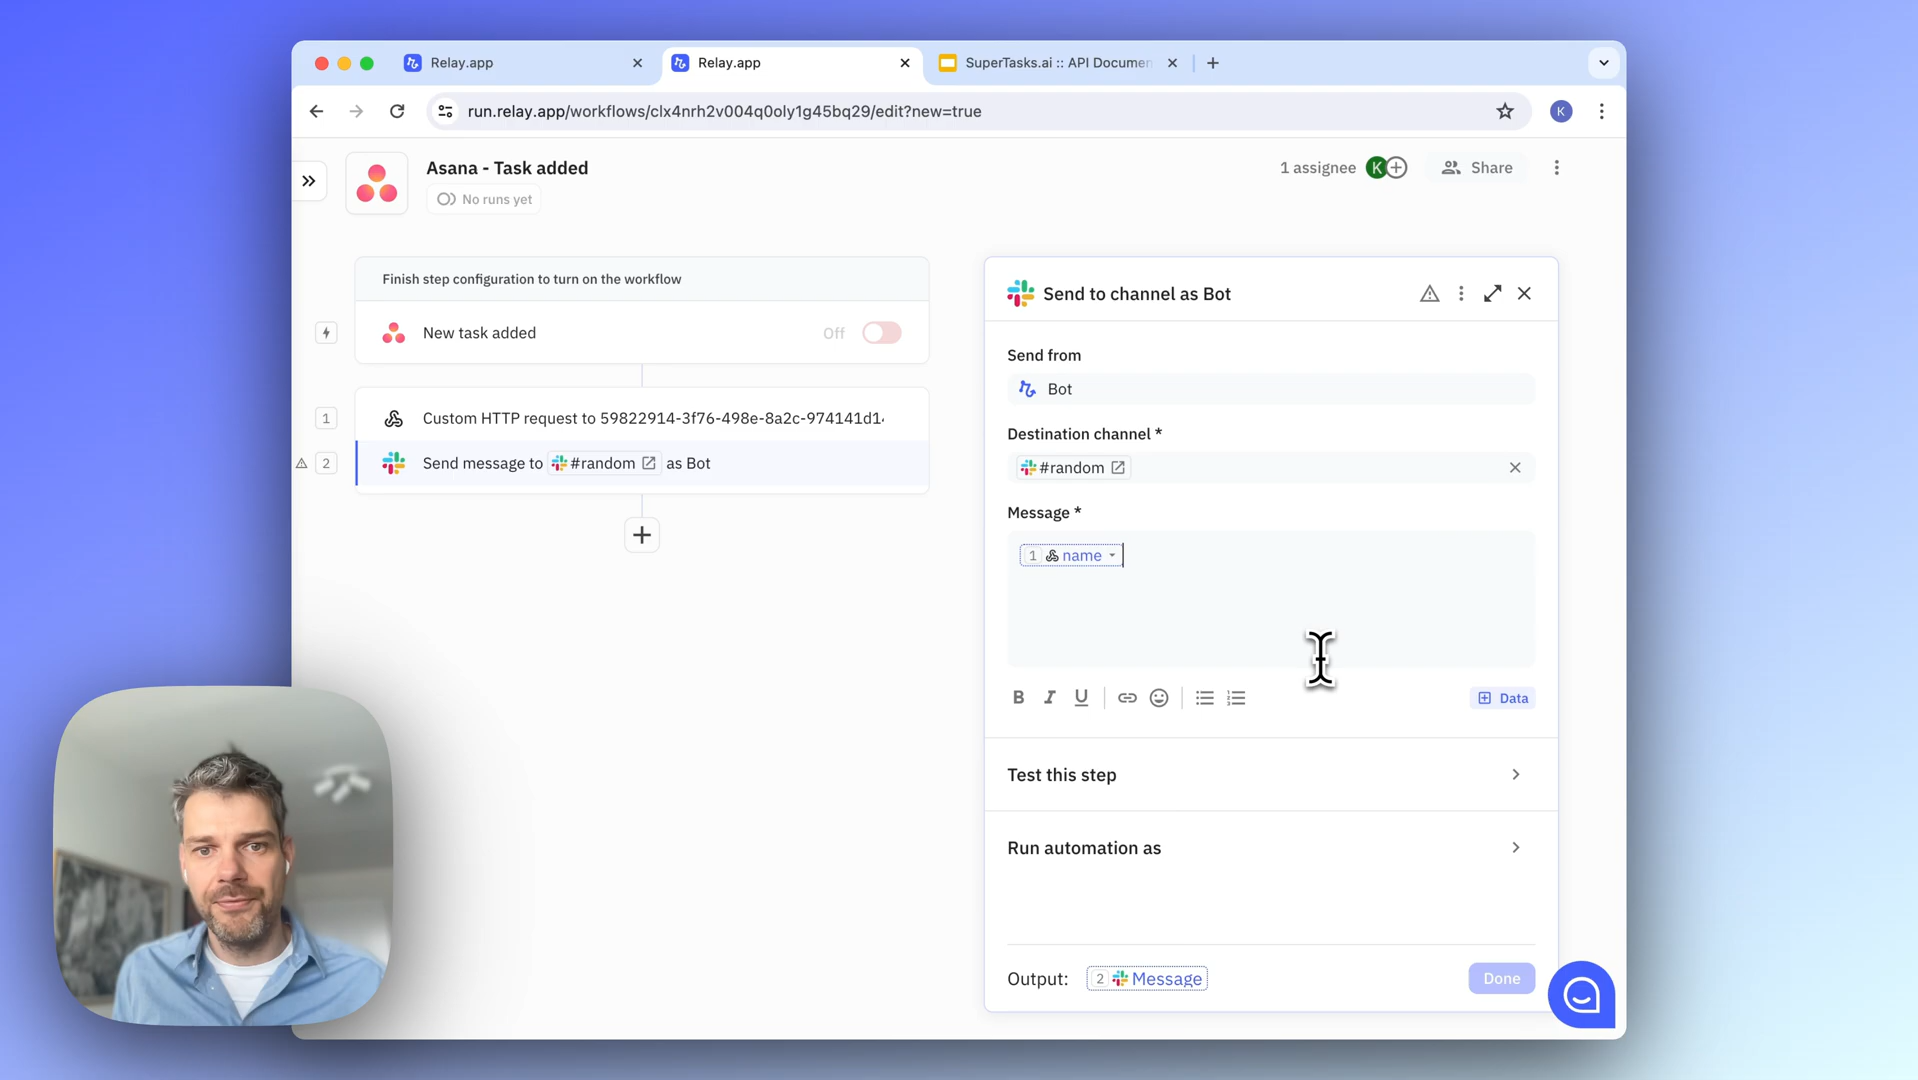 Relay.app
Relay.app
SuperTasks.ai :: API Documen
run.relay.app/workflows/clx4nrh2v004q0oly1g45bq29/edit?new=true
K
Asana - Task added
No runs yet
1 assignee
K
Share
Finish step configuration to turn on the workflow
New task added
Off
1
Custom HTTP request to 59822914-3f76-498e-8a2c-974141d1
2
Send message to #random as Bot
Send to channel as Bot
Send from
Bot
Destination channel *
#random
Message *
1 name
B I U
Data
Test this step
Run automation as
Output: 2 Message
Done